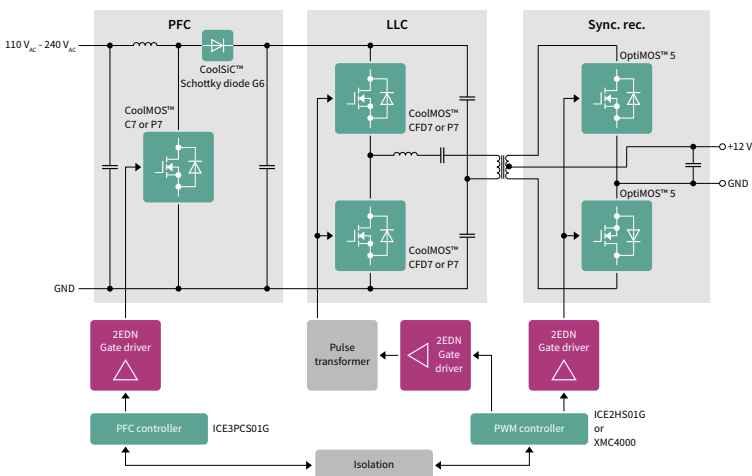 PFC
LLC
Sync. rec.
110 V_AC - 240 V_AC
CoolSiC™
Schottky diode G6
CoolMOS™
C7 or P7
CoolMOS™
CFD7 or P7
CoolMOS™
CFD7 or P7
OptiMOS™ 5
+12 V
GND
OptiMOS™ 5
GND
2EDN
Gate driver
Pulse
transformer
2EDN
Gate
driver
2EDN
Gate driver
PFC controller
ICE3PCS01G
PWM controller
ICE2HS01G
or
XMC4000
Isolation